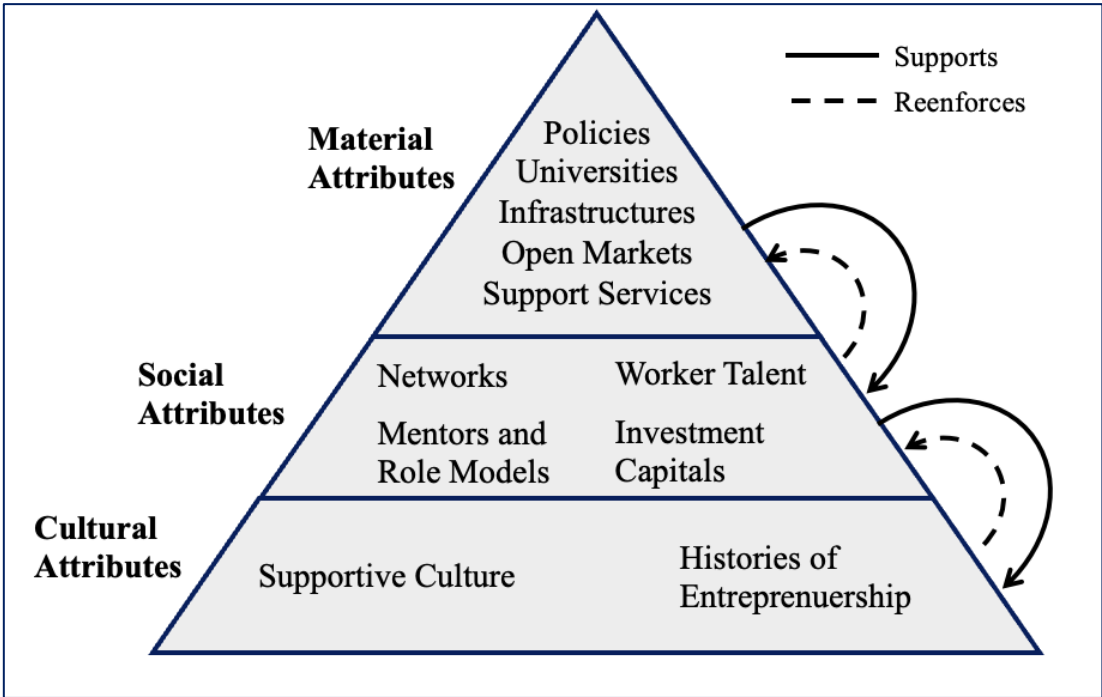 Supports
Reenforces
Material
Attributes
Policies
Universities
Infrastructures
Open Markets
Support Services
Social
Attributes
Networks
Worker Talent
Mentors and
Role Models
Investment
Capitals
Cultural
Attributes
Supportive Culture
Histories of
Entreprenuership